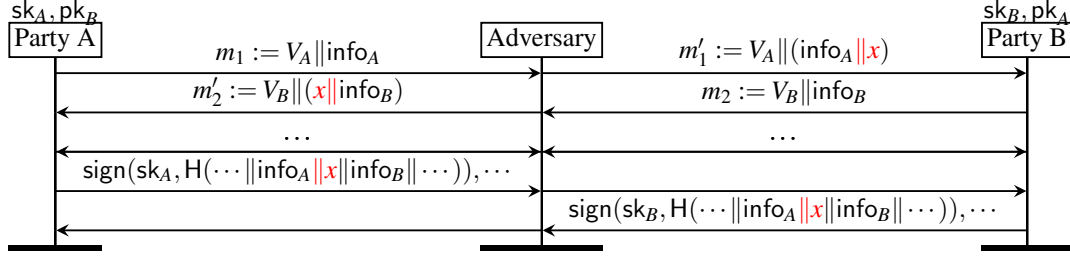 sk_A, pk_B sk_B, pk_A
Party A Adversary Party B
m_1 := V_A‖info_A m′_1 := V_A‖(info_A‖x)
m′_2 := V_B‖(x‖info_B) m_2 := V_B‖info_B
... ...
sign(sk_A, H(⋯‖info_A‖x‖info_B‖⋯)),⋯
sign(sk_B, H(⋯‖info_A‖x‖info_B‖⋯)),⋯